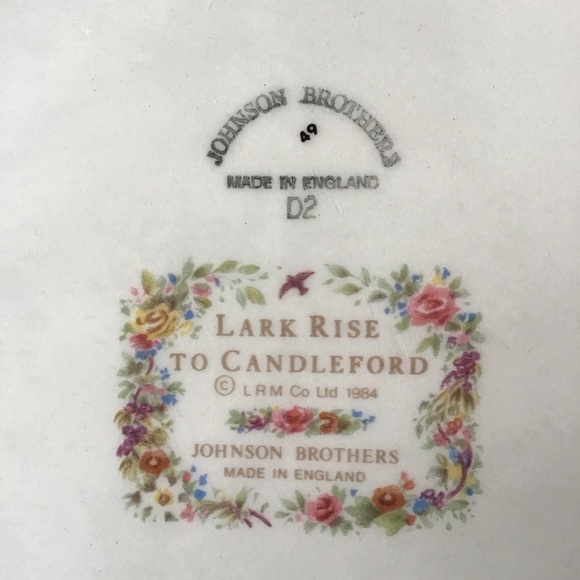 JOHNSON BROTHERS
49
MADE IN ENGLAND
D2
LARK RISE
TO CANDLEFORD
© LRM Co Ltd 1984
JOHNSON BROTHERS
MADE IN ENGLAND